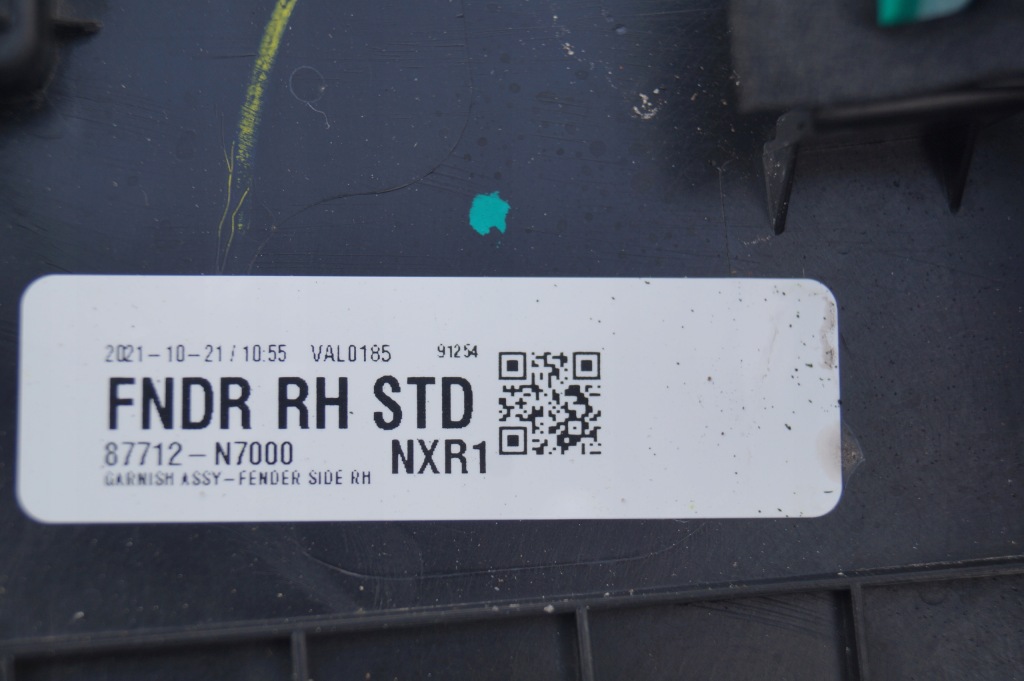 2021-10-21/10:55 VAL0185 91254
FNDR RH STD
87712-N7000 NXR1
GARNISH ASSY-FENDER SIDE RH